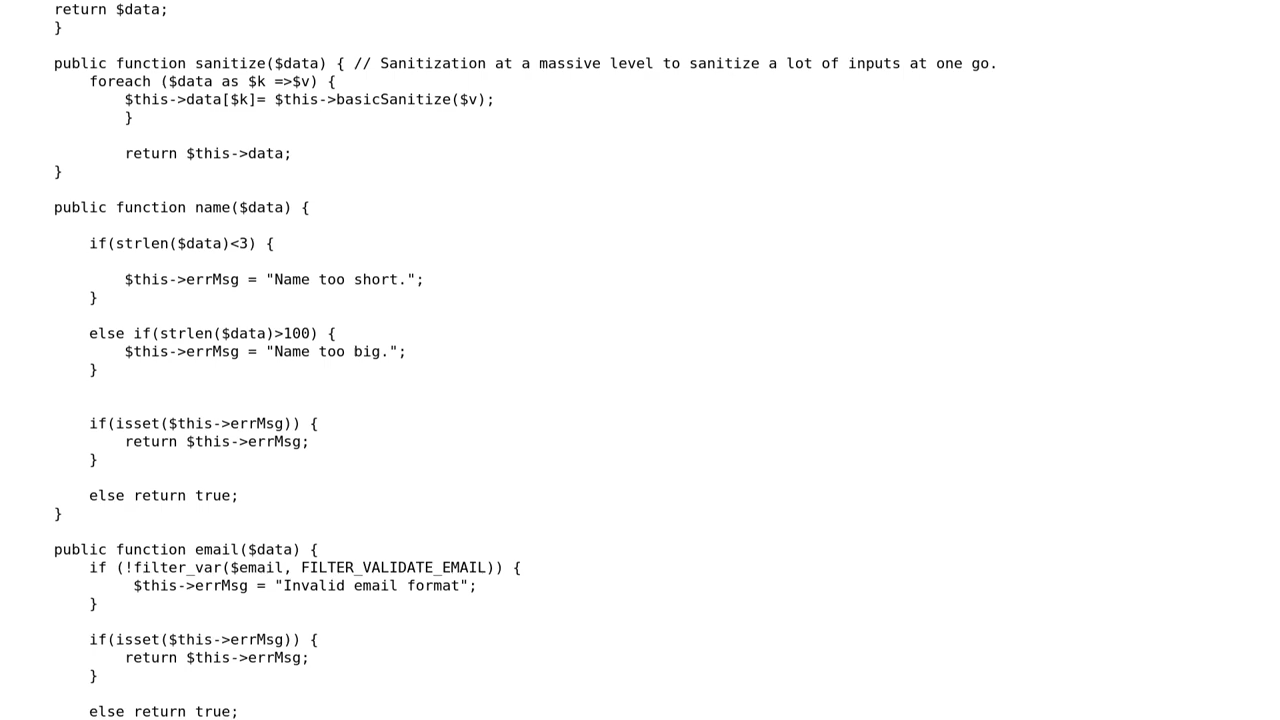 return $data;
}
public function sanitize($data) { // Sanitization at a massive level to sanitize a lot of inputs at one go.
foreach ($data as $k =>$v) {
$this->data[$k]= $this->basicSanitize($v);
}
return $this->data;
}
public function name($data) {
if(strlen($data)<3) {
$this->errMsg = "Name too short.";
}
else if(strlen($data)>100) {
$this->errMsg = "Name too big.";
}
if(isset($this->errMsg)) {
return $this->errMsg;
}
else return true;
}
public function email($data) {
if (!filter_var($email, FILTER_VALIDATE_EMAIL)) {
$this->errMsg = "Invalid email format";
}
if(isset($this->errMsg)) {
return $this->errMsg;
}
else return true;